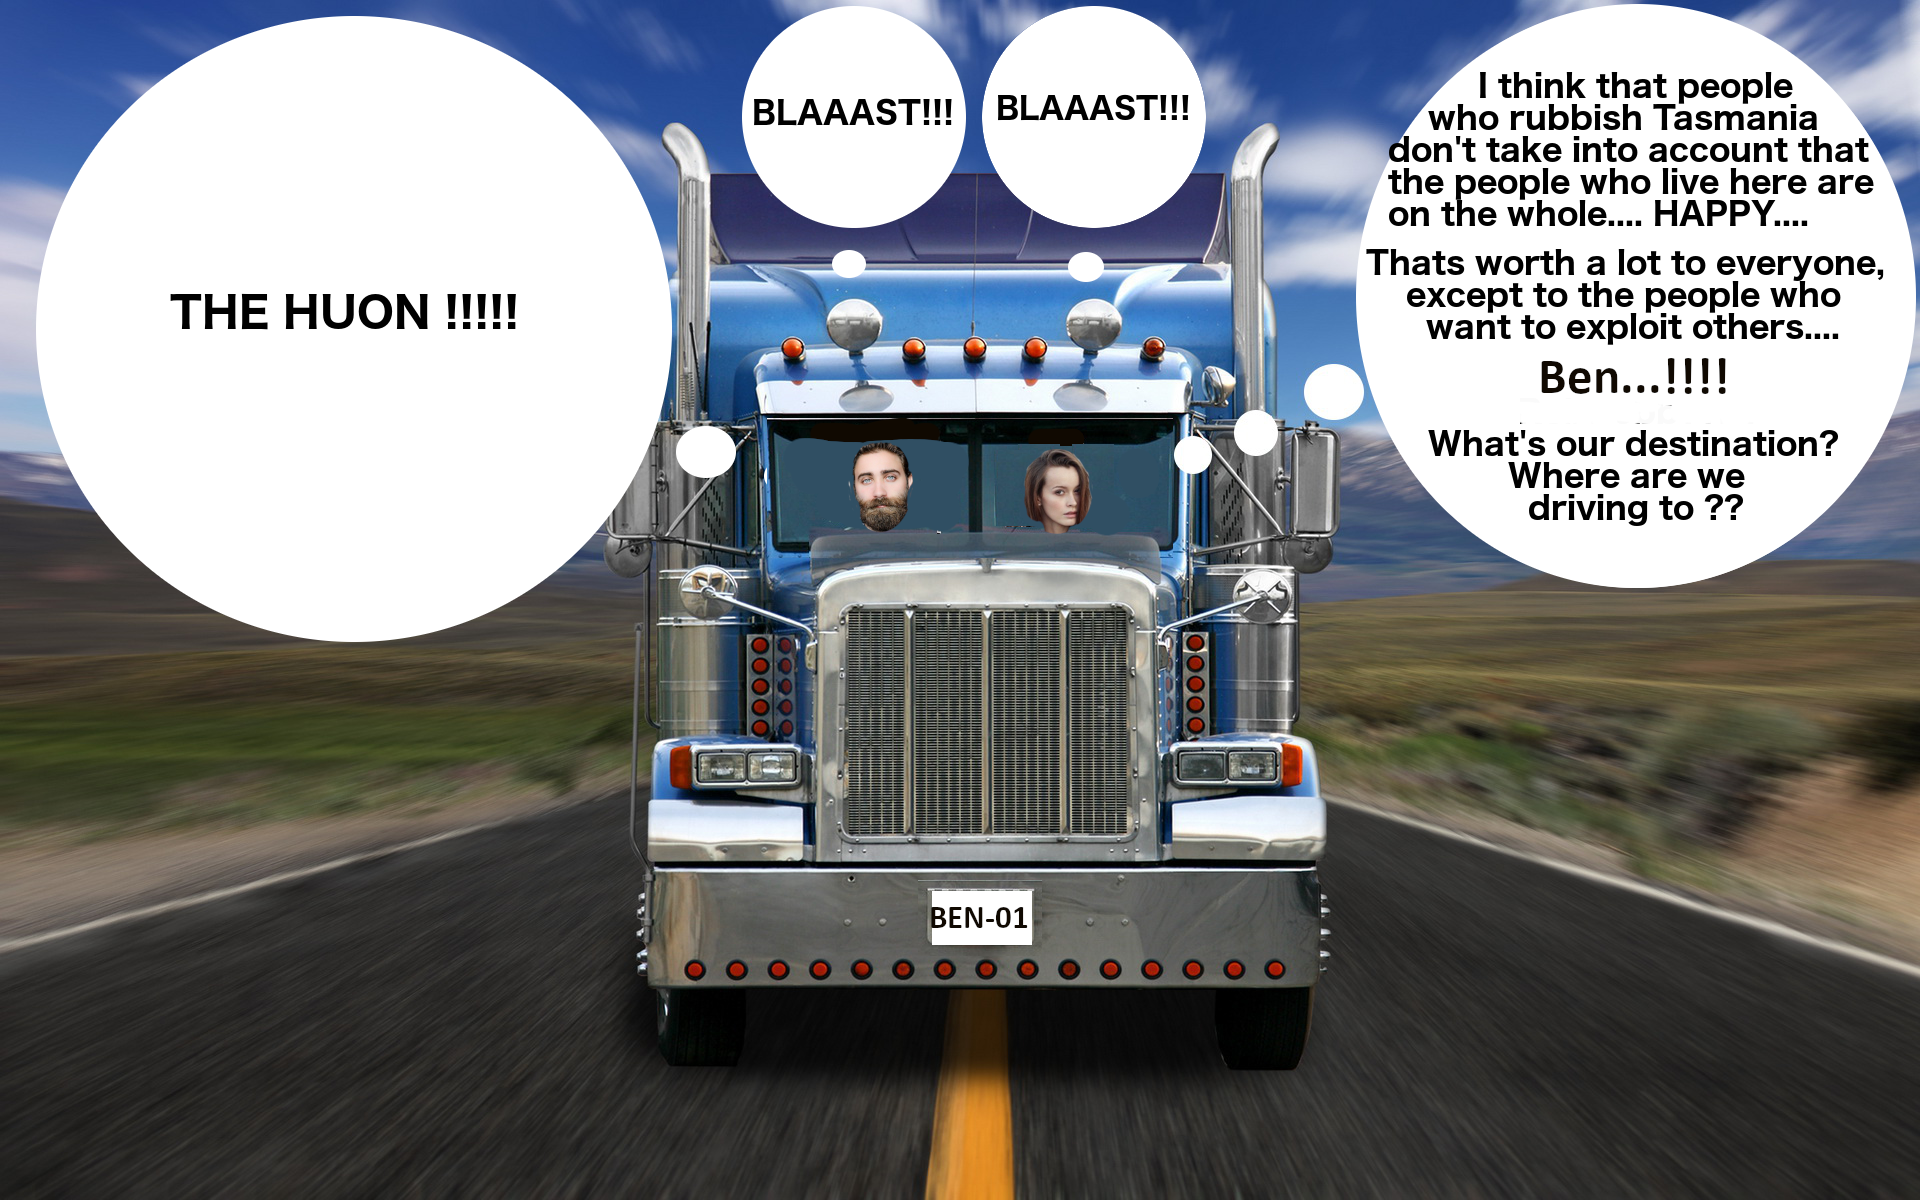 THE HUON !!!!!
BLAAAST!!!
BLAAAST!!!
I think that people
who rubbish Tasmania
don't take into account that
the people who live here are
on the whole.... HAPPY....
Thats worth a lot to everyone,
except to the people who
want to exploit others....
Ben...!!!!
What's our destination?
Where are we
driving to ??
BEN-01